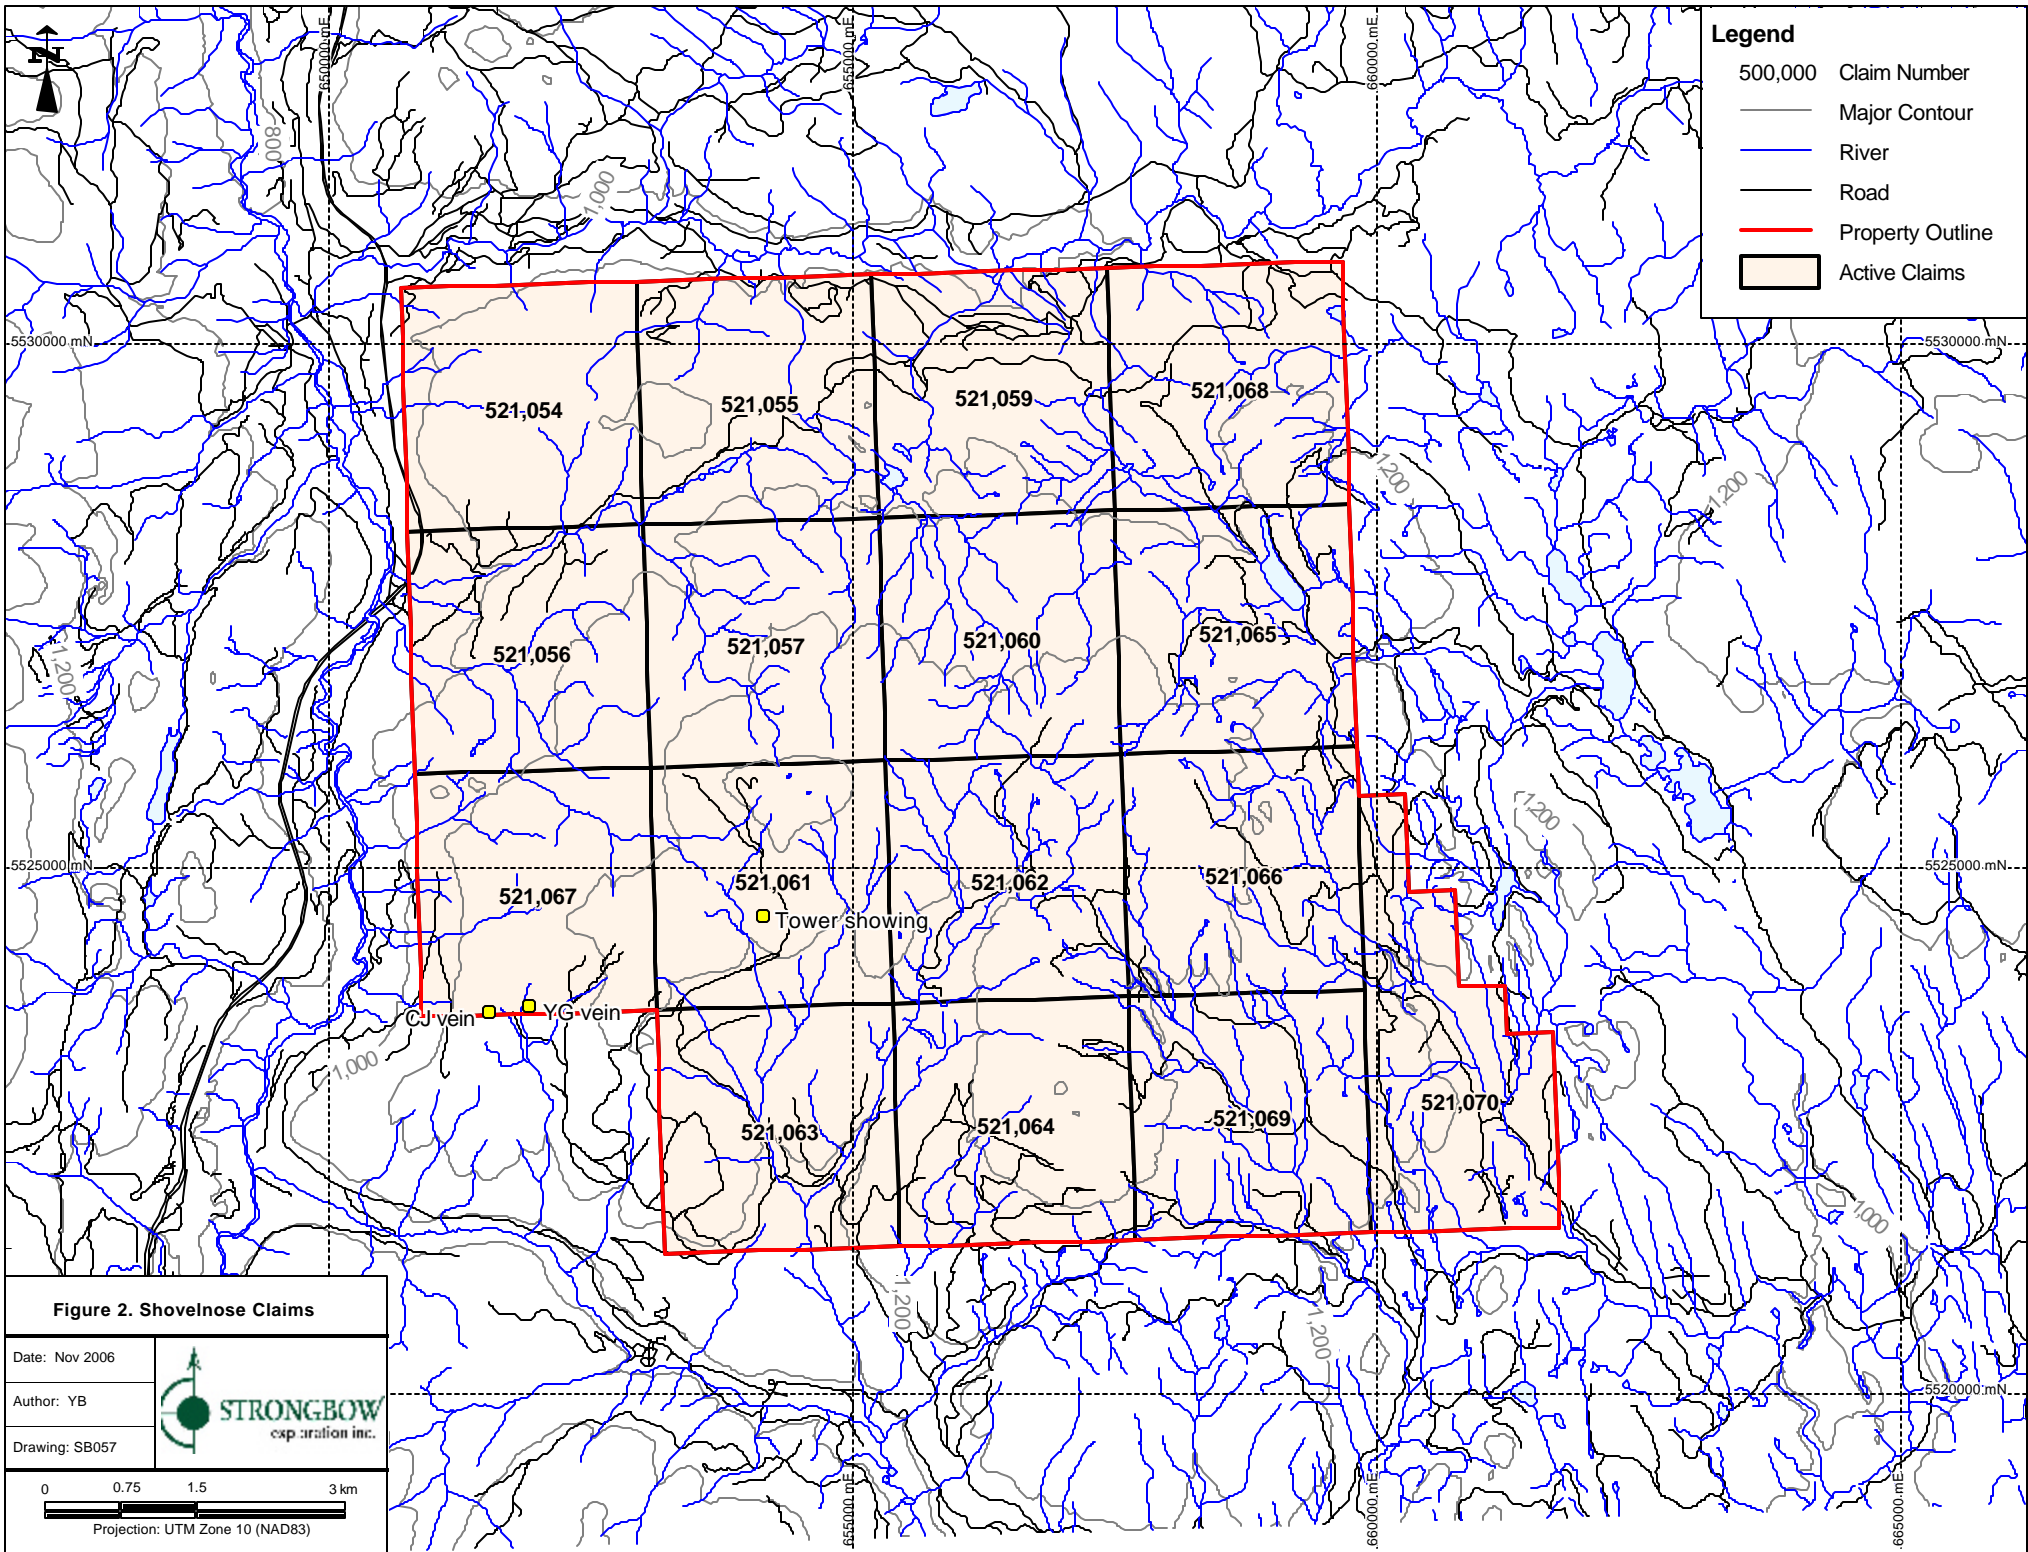 N
650000 mE
655000 mE
660000 mE
Legend
500,000 Claim Number
Major Contour
River
Road
Property Outline
Active Claims
800
1,000
5530000 mN
5530000 mN
521,054
521,055
521,059
521,068
1,200
1,200
521,056
521,057
521,060
521,065
1,200
1,200
5525000 mN
5525000 mN
521,067
521,061
521,062
521,066
Tower showing
CJ vein
YG vein
1,000
521,063
521,064
521,069
521,070
1,000
1,200
1,200
5520000 mN
Figure 2. Shovelnose Claims
Date: Nov 2006
Author: YB
Drawing: SB057
STRONGBOW
inc.
0 0.75 1.5 3 km
Projection: UTM Zone 10 (NAD83)
655000 mE
660000 mE
665000 mE